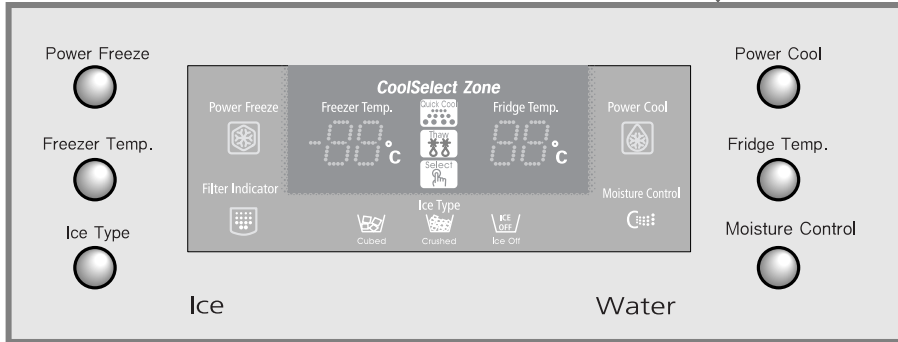 Power Freeze
Freezer Temp.
Ice Type
CoolSelect Zone
Power Freeze
Freezer Temp.
-88°C
Quick Cool
Thaw
Select
Fridge Temp.
88°C
Power Cool
Filter Indicator
Ice Type
Cubed
Crushed
ICE
OFF
Ice Off
Moisture Control
Power Cool
Fridge Temp.
Moisture Control
Ice
Water